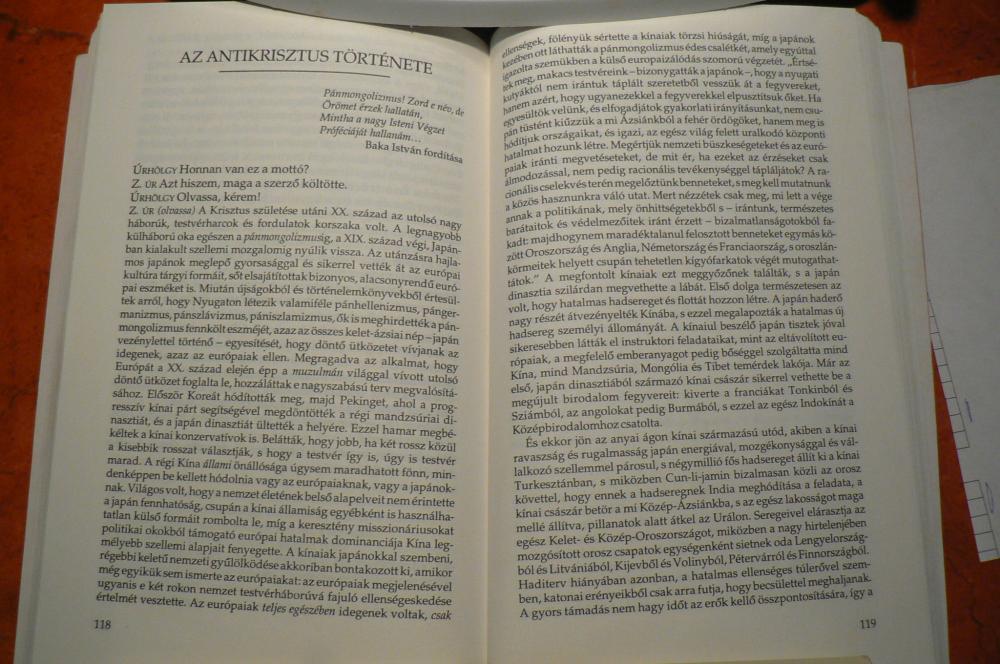 AZ ANTIKRISZTUS TÖRTÉNETE
Pánmongolizmus! Zord e név, de
Örömet érzek hallatán,
Mintha a nagy Isteni Végzet
Próféciáját hallanám…
Baka István fordítása
ÚRHÖLGY Honnan van ez a mottó?
Z. ÚR Azt hiszem, maga a szerző költötte.
ÚRHÖLGY Olvassa, kérem!
Z. ÚR (olvassa) A Krisztus születése utáni XX. század az utolsó nagy
háborúk, testvérharcok és fordulatok korszaka volt. A legnagyobb
külháború oka egészen a pánmongolizmusig, a XIX. század végi, Japán-
ban kialakult szellemi mozgalomig nyúlik vissza. Az utánzásra hajla-
mos japánok meglepő gyorsasággal és sikerrel vették át az európai
kultúra tárgyi formáit, sőt elsajátítottak bizonyos, alacsonyrendű euró-
pai eszméket is. Miután újságokból és történelemkönyvekből értesül-
tek arról, hogy Nyugaton létezik valamiféle pánhellenizmus, pánger-
manizmus, pánszlávizmus, pániszlamizmus, ők is meghirdették a pán-
mongolizmus fennkölt eszméjét, azaz az összes kelet-ázsiai nép – japán
vezénylettel történő – egyesítését, hogy döntő ütközetet vívjanak az
idegenek, azaz az európaiak ellen. Megragadva az alkalmat, hogy
Európát a XX. század elején épp a muzulmán világgal vívott utolsó
döntő ütközet foglalta le, hozzáláttak e nagyszabású terv megvalósítá-
sához. Először Koreát hódították meg, majd Pekinget, ahol a prog-
resszív kínai párt segítségével megdöntötték a régi mandzsúriai di-
nasztiát, és a japán dinasztiát ültették a helyére. Ezzel hamar megbé-
kéltek a kínai konzervatívok is. Belátták, hogy jobb, ha két rossz közül
a kisebbik rosszat választják, s hogy a testvér így is, úgy is testvér
marad. A régi Kína állami önállósága úgysem maradhatott fönn, min-
denképpen be kellett hódolnia vagy az európaiaknak, vagy a japánok-
nak. Világos volt, hogy a nemzet életének belső alapelveit nem érintette
a japán fennhatóság, csupán a kínai államiság egyébként is használha-
tatlan külső formáit rombolta le, míg a keresztény misszionáriusokat
politikai okokból támogató európai hatalmak dominanciája Kína leg-
mélyebb szellemi alapjait fenyegette. A kínaiak japánokkal szembeni,
régebbi keletű nemzeti gyűlölködése akkoriban bontakozott ki, amikor
még egyikük sem ismerte az európaiakat: az európaiak megjelenésével
ugyanis e két rokon nemzet testvérháborúvá fajuló ellenségeskedése
értelmét vesztette. Az európaiak teljes egészében idegenek voltak, csak
118
ellenségek, fölényük sértette a kínaiak törzsi hiúságát, míg a japánok
kezében ott láthatták a pánmongolizmus édes csalétkét, amely egyúttal
igazolta szemükben a külső europaizálódás szomorú végzetét. „Értsé-
tek meg, makacs testvéreink – bizonygatták a japánok –, hogy a nyugati
kutyáktól nem irántuk táplált szeretetből vesszük át a fegyvereket,
hanem azért, hogy ugyanezekkel a fegyverekkel elpusztítsuk őket. Ha
egyesültök velünk, és elfogadjátok gyakorlati irányításunkat, nem csu-
pán tüstént kiűzzük a mi Ázsiánkból a fehér ördögöket, hanem meg is
hódítjuk országaikat, és igazi, az egész világ felett uralkodó központi
hatalmat hozunk létre. Megértjük nemzeti büszkeségeteket és az euró-
paiak iránti megvetéseteket, de mit ér, ha ezeket az érzéseket csak
álmodozással, nem pedig racionális tevékenységgel tápláljátok? A ra-
cionális cselekvés terén megelőztünk benneteket, s meg kell mutatnunk
a közös hasznunkra váló utat. Mert nézzétek csak meg, mi lett a vége
annak a politikának, mely önhittségetekből s – irántunk, természetes
barátaitok és védelmezőitek iránt érzett – bizalmatlanságotokból fa-
kadt: majdhogynem maradéktalanul felosztott benneteket egymás kö-
zött Oroszország és Anglia, Németország és Franciaország, s oroszlán-
körmeitek helyett csupán tehetetlen kígyófarkatok végét mutogathat-
tátok." A megfontolt kínaiak ezt meggyőzőnek találták, s a japán
dinasztia szilárdan megvethette a lábát. Első dolga természetesen az
volt, hogy hatalmas hadsereget és flottát hozzon létre. A japán haderő
nagy részét átvezényelték Kínába, s ezzel megalapozták a hatalmas új
hadsereg személyi állományát. A kínaiul beszélő japán tisztek jóval
sikeresebben látták el instruktori feladataikat, mint az eltávolított eu-
rópaiak, a megfelelő emberanyagot pedig bőséggel szolgáltatta mind
Kína, mind Mandzsúria, Mongólia és Tibet temérdek lakója. Már az
első, japán dinasztiából származó kínai császár sikerrel vethette be a
megújult birodalom fegyvereit: kiverte a franciákat Tonkinból és
Sziámból, az angolokat pedig Burmából, s ezzel az egész Indokínát a
Középbirodalomhoz csatolta.
És ekkor jön az anyai ágon kínai származású utód, akiben a kínai
ravaszság és rugalmasság japán energiával, mozgékonysággal és vál-
lalkozó szellemmel párosul, s négymillió fős hadsereget állít ki a kínai
Turkesztánban, s miközben Cun-li-jamin bizalmasan közli az orosz
követtel, hogy ennek a hadseregnek India meghódítása a feladata, a
kínai császár betör a mi Közép-Ázsiánkba, s az egész lakosságot maga
mellé állítva, pillanatok alatt átkel az Urálon. Seregeivel elárasztja az
egész Kelet- és Közép-Oroszországot, miközben a nagy hirtelenjében
mozgósított orosz csapatok egységenként sietnek oda Lengyelország-
ból és Litvániából, Kijevből és Volinyból, Pétervárról és Finnországból.
Haditerv hiányában azonban, a hatalmas ellenséges túlerővel szem-
ben, katonai erényeikből csak arra futja, hogy becsülettel meghaljanak.
A gyors támadás nem hagy időt az erők kellő összpontosítására, így a
119